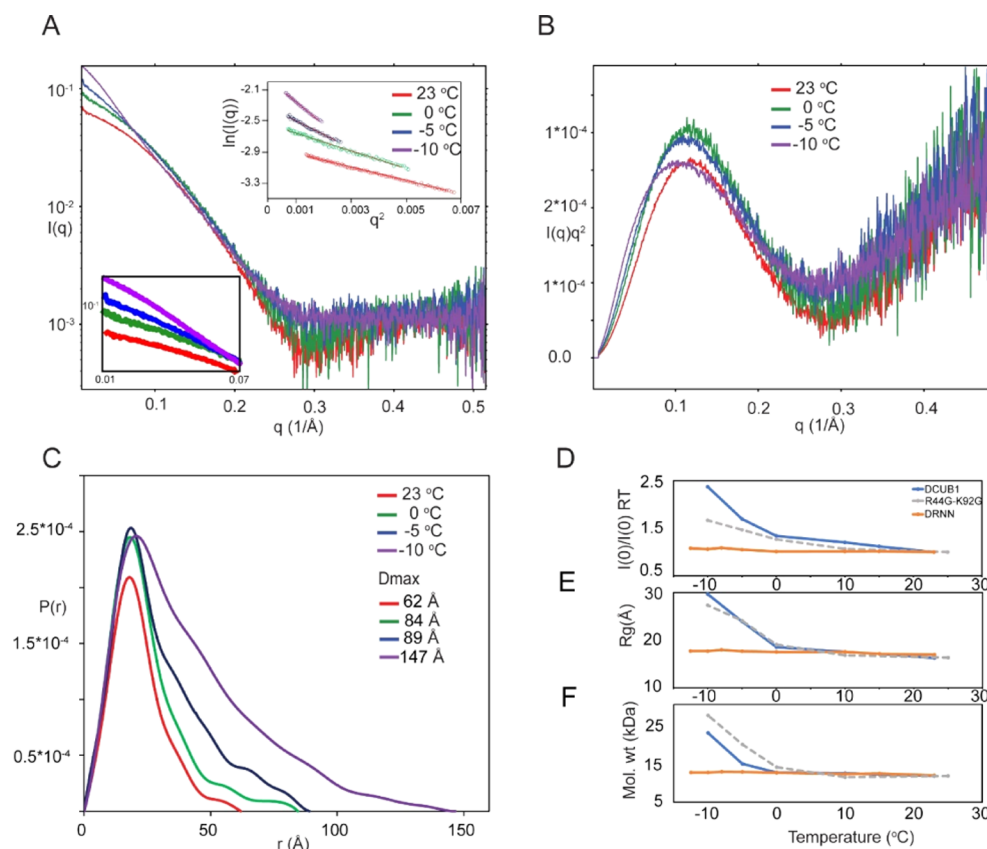 A
10⁻¹
10⁻²
I(q)
10⁻³
0.1
0.2
0.3
0.4
0.5
q (1/Å)
ln(I(q))
-2.1
-2.5
-2.9
-3.3
23 °C
0 °C
-5 °C
-10 °C
0.001
0.003
0.005
0.007
q²
10⁻¹
0.01
0.07
B
23 °C
0 °C
-5 °C
-10 °C
1*10⁻⁴
2*10⁻⁴
I(q)q²
1*10⁻⁴
0.0
0.1
0.2
0.3
0.4
q (1/Å)
C
2.5*10⁻⁴
P(r)
1.5*10⁻⁴
0.5*10⁻⁴
23 °C
0 °C
-5 °C
-10 °C
Dmax
62 Å
84 Å
89 Å
147 Å
0
50
100
150
r (Å)
D
I(0)/I(0) RT
2.5
1.5
0.5
DCUB1
R44G-K92G
DRNN
-10
0
10
20
30
E
Rg(Å)
30
20
10
-10
0
10
20
30
F
Mol. wt (kDa)
25
15
5
-10
0
10
20
30
Temperature (°C)